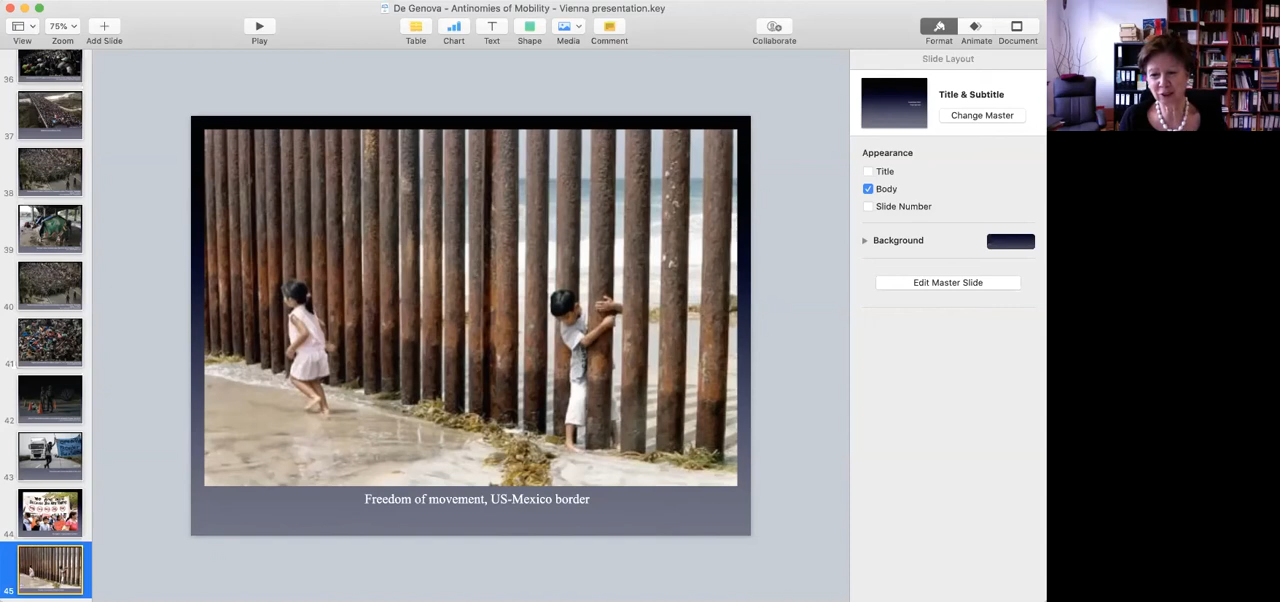 De Genova - Antinomies of Mobility - Vienna presentation.key
75%
View
Zoom
Add Slide
Play
Table
Chart
Text
Shape
Media
Comment
Collaborate
Format
Animate
Document
36
37
38
39
40
41
42
43
44
45
Freedom of movement, US-Mexico border
Slide Layout
Title & Subtitle
Change Master
Appearance
Title
Body
Slide Number
Background
Edit Master Slide